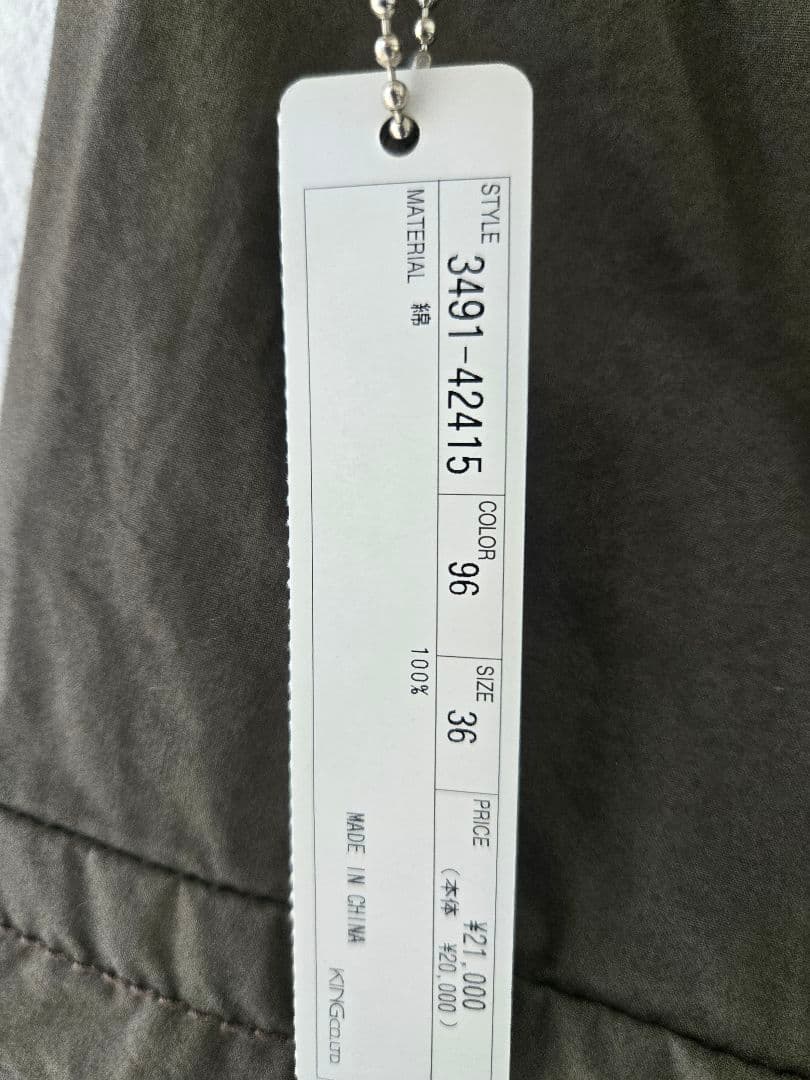 STYLE 3491-42415
COLOR 96
SIZE 36
PRICE ¥21,000
(本体 ¥20,000)
MATERIAL 綿 100%
MADE IN CHINA
KING CO.,LTD.